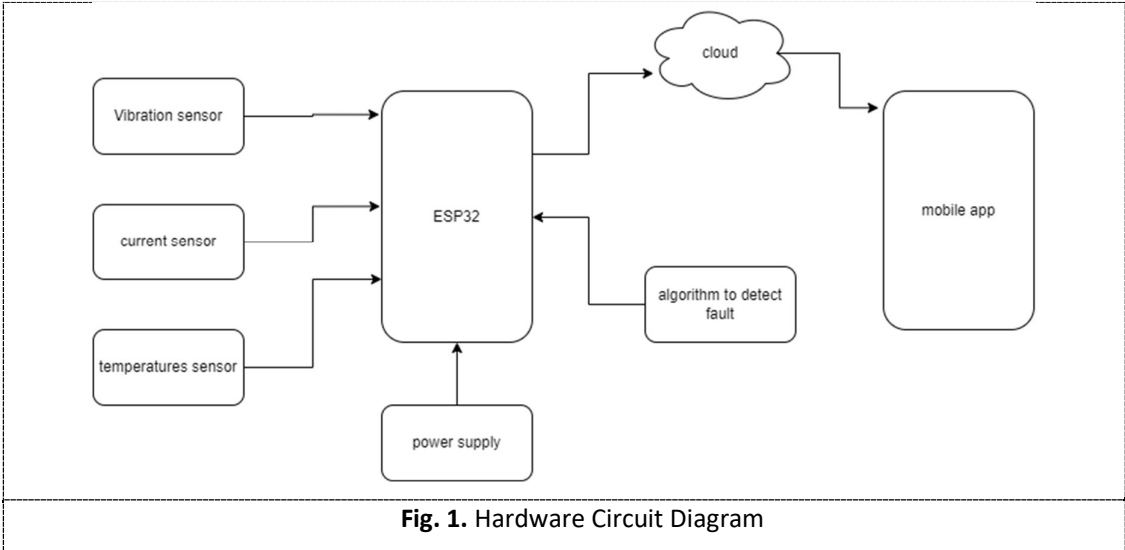 cloud
Vibration sensor
ESP32
mobile app
current sensor
algorithm to detect
fault
temperatures sensor
power supply
Fig. 1. Hardware Circuit Diagram